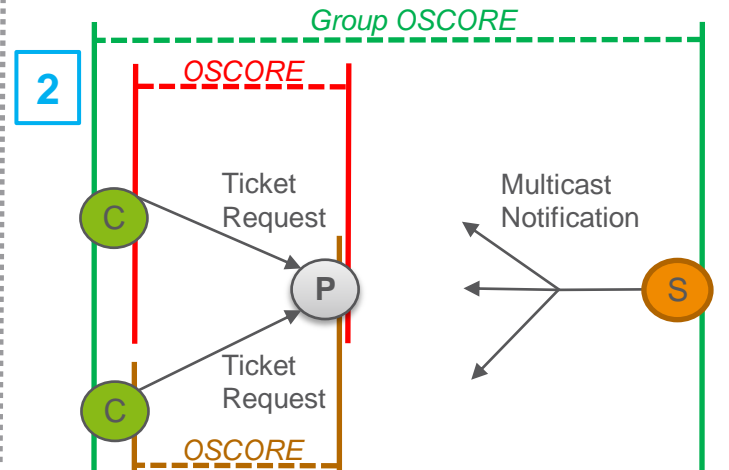 Group OSCORE
OSCORE
2
Ticket
Request
Multicast
Notification
C
P
S
Ticket
Request
C
OSCORE